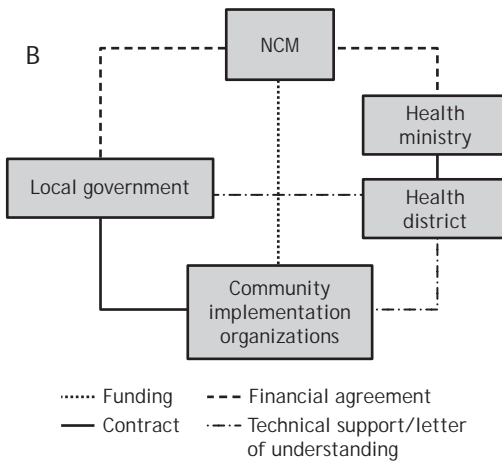 B
NCM
Health
ministry
Local government
Health
district
Community
implementation
organizations
Funding
Financial agreement
Contract
Technical support/letter
of understanding